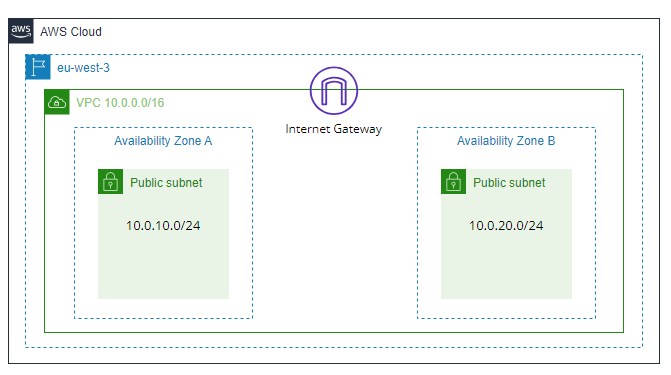 aws
AWS Cloud
eu-west-3
VPC 10.0.0.0/16
Internet Gateway
Availability Zone A
Availability Zone B
Public subnet
Public subnet
10.0.10.0/24
10.0.20.0/24